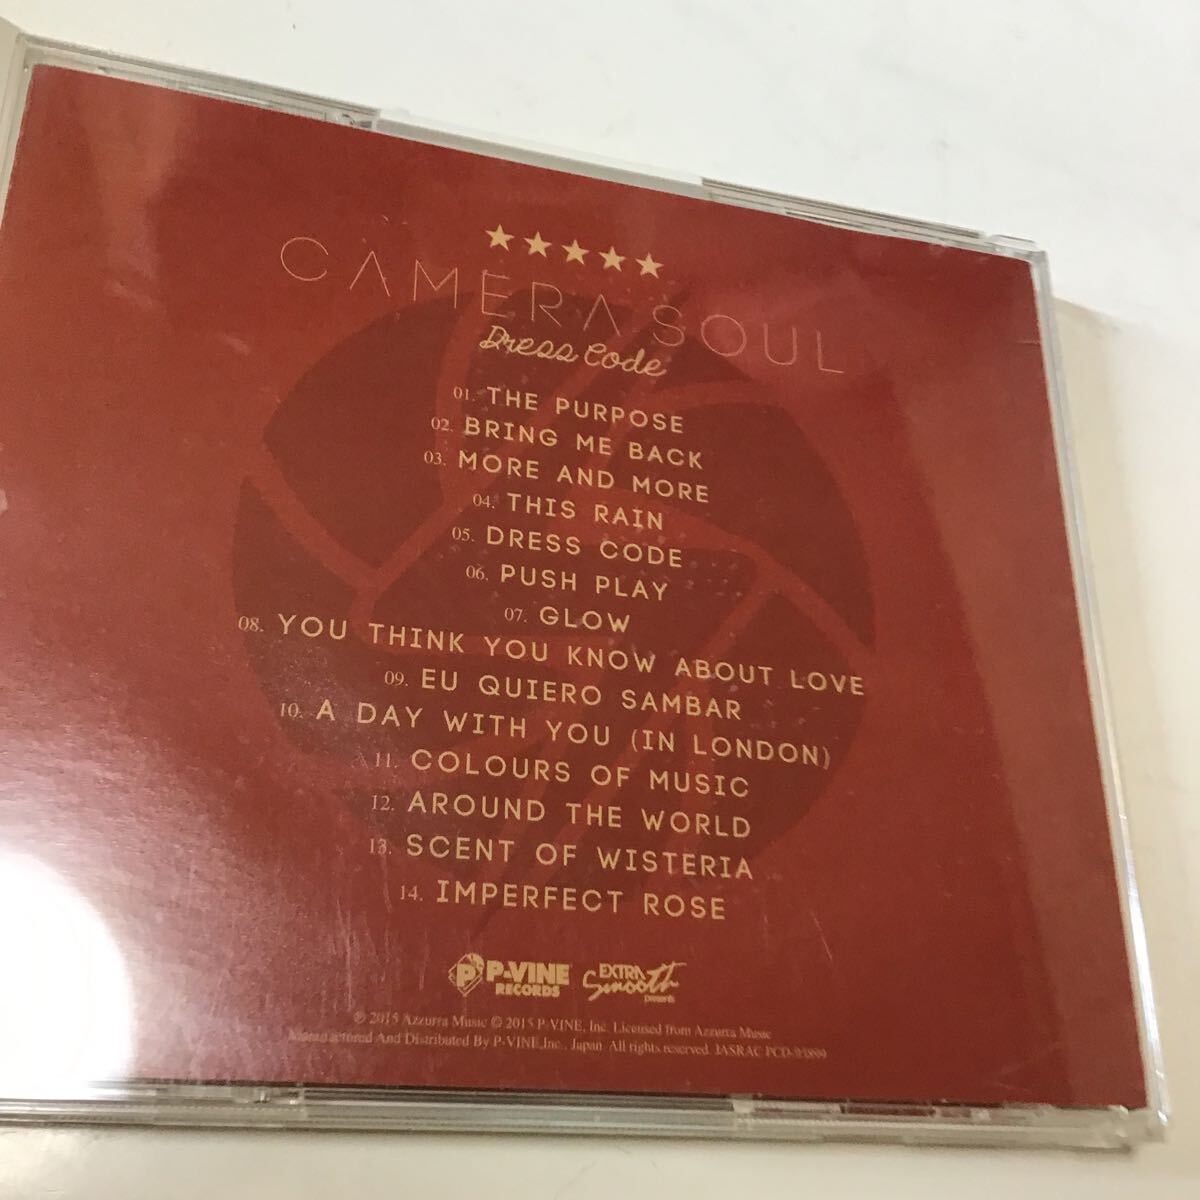 ★★★★★
CAMERA SOUL
Dress Code
01. THE PURPOSE
02. BRING ME BACK
03. MORE AND MORE
04. THIS RAIN
05. DRESS CODE
06. PUSH PLAY
07. GLOW
08. YOU THINK YOU KNOW ABOUT LOVE
09. EU QUIERO SAMBAR
10. A DAY WITH YOU (IN LONDON)
11. COLOURS OF MUSIC
12. AROUND THE WORLD
13. SCENT OF WISTERIA
14. IMPERFECT ROSE
P P-VINE RECORDS
EXTRA Smooth presents
℗ 2015 Azzurra Music © 2015 P-VINE, Inc. Licensed from Azzurra Music
Manufactured And Distributed By P-VINE,Inc., Japan. All rights reserved. JASRAC